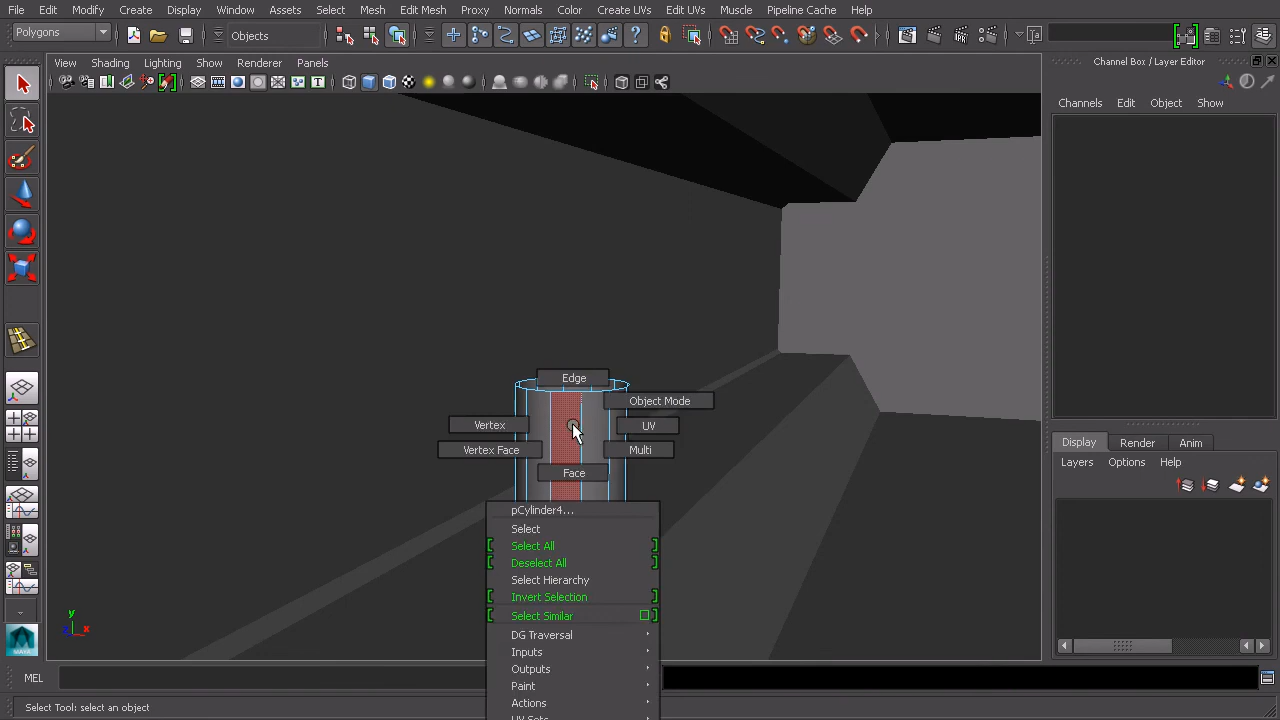 File Edit Modify Create Display Window Assets Select Mesh Edit Mesh Proxy Normals Color Create UVs Edit UVs Muscle Pipeline Cache Help
Polygons Objects
View Shading Lighting Show Renderer Panels
Channel Box / Layer Editor
Channels Edit Object Show
Edge
Object Mode
Vertex UV
Vertex Face Multi
Face
pCylinder4...
Select
Select All
Deselect All
Select Hierarchy
Invert Selection
Select Similar
DG Traversal
Inputs
Outputs
Paint
Actions
UV Sets
Display Render Anim
Layers Options Help
y
z x
MEL
Select Tool: select an object